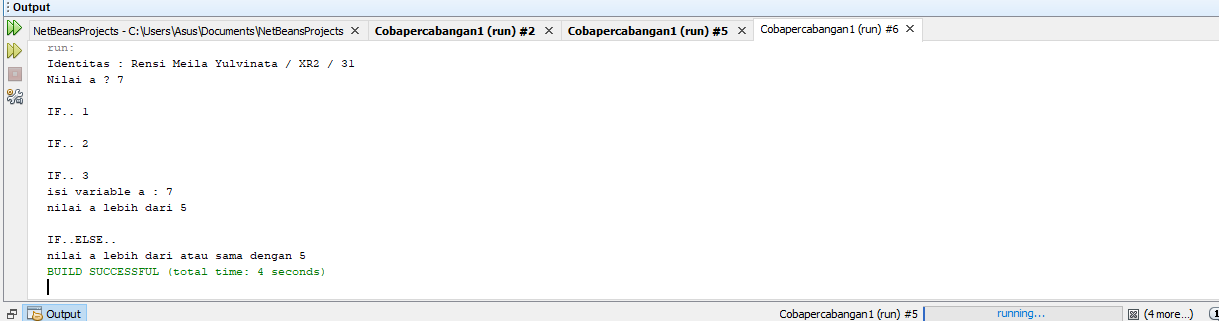 Output
NetBeansProjects - C:\Users\Asus\Documents\NetBeansProjects Cobapercabangan1 (run) #2 Cobapercabangan1 (run) #5 Cobapercabangan1 (run) #6
run:
Identitas : Rensi Meila Yulvinata / XR2 / 31
Nilai a ? 7
IF.. 1
IF.. 2
IF.. 3
isi variable a : 7
nilai a lebih dari 5
IF..ELSE..
nilai a lebih dari atau sama dengan 5
BUILD SUCCESSFUL (total time: 4 seconds)
Output Cobapercabangan1 (run) #5 running... (4 more...)